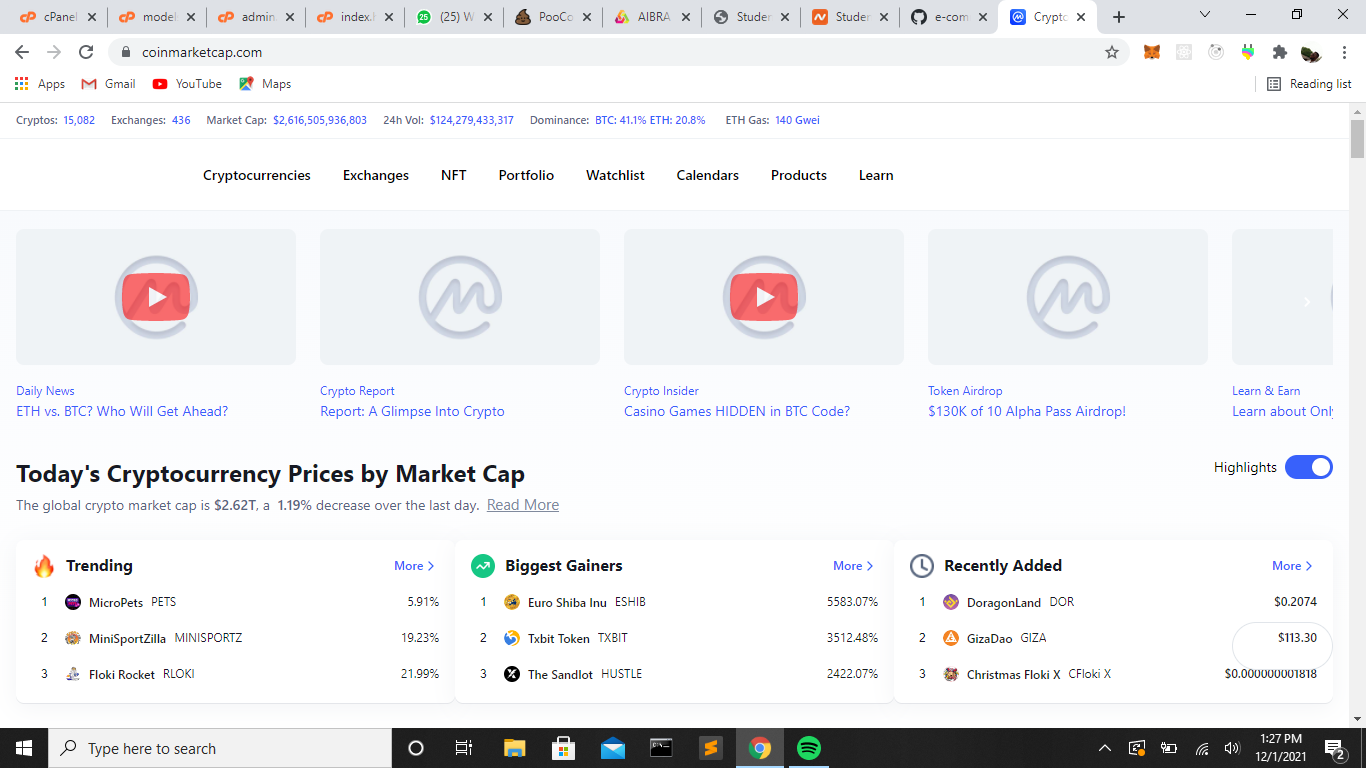 cPanel
model
admin.
index.h
(25) W
PooCo
AIBRA
Studer
Studer
e-com
Crypto
coinmarketcap.com
Apps
Gmail
YouTube
Maps
Reading list
Cryptos: 15,082 Exchanges: 436 Market Cap: $2,616,505,936,803 24h Vol: $124,279,433,317 Dominance: BTC: 41.1% ETH: 20.8% ETH Gas: 140 Gwei
Cryptocurrencies Exchanges NFT Portfolio Watchlist Calendars Products Learn
Daily News
ETH vs. BTC? Who Will Get Ahead?
Crypto Report
Report: A Glimpse Into Crypto
Crypto Insider
Casino Games HIDDEN in BTC Code?
Token Airdrop
$130K of 10 Alpha Pass Airdrop!
Learn & Earn
Learn about Onl
Today's Cryptocurrency Prices by Market Cap
Highlights
The global crypto market cap is $2.62T, a 1.19% decrease over the last day. Read More
Trending More
1 MicroPets PETS 5.91%
2 MiniSportZilla MINISPORTZ 19.23%
3 Floki Rocket RLOKI 21.99%
Biggest Gainers More
1 Euro Shiba Inu ESHIB 5583.07%
2 Txbit Token TXBIT 3512.48%
3 The Sandlot HUSTLE 2422.07%
Recently Added More
1 DoragonLand DOR $0.2074
2 GizaDao GIZA $113.30
3 Christmas Floki X CFloki X $0.000000001818
Type here to search
1:27 PM
12/1/2021
2